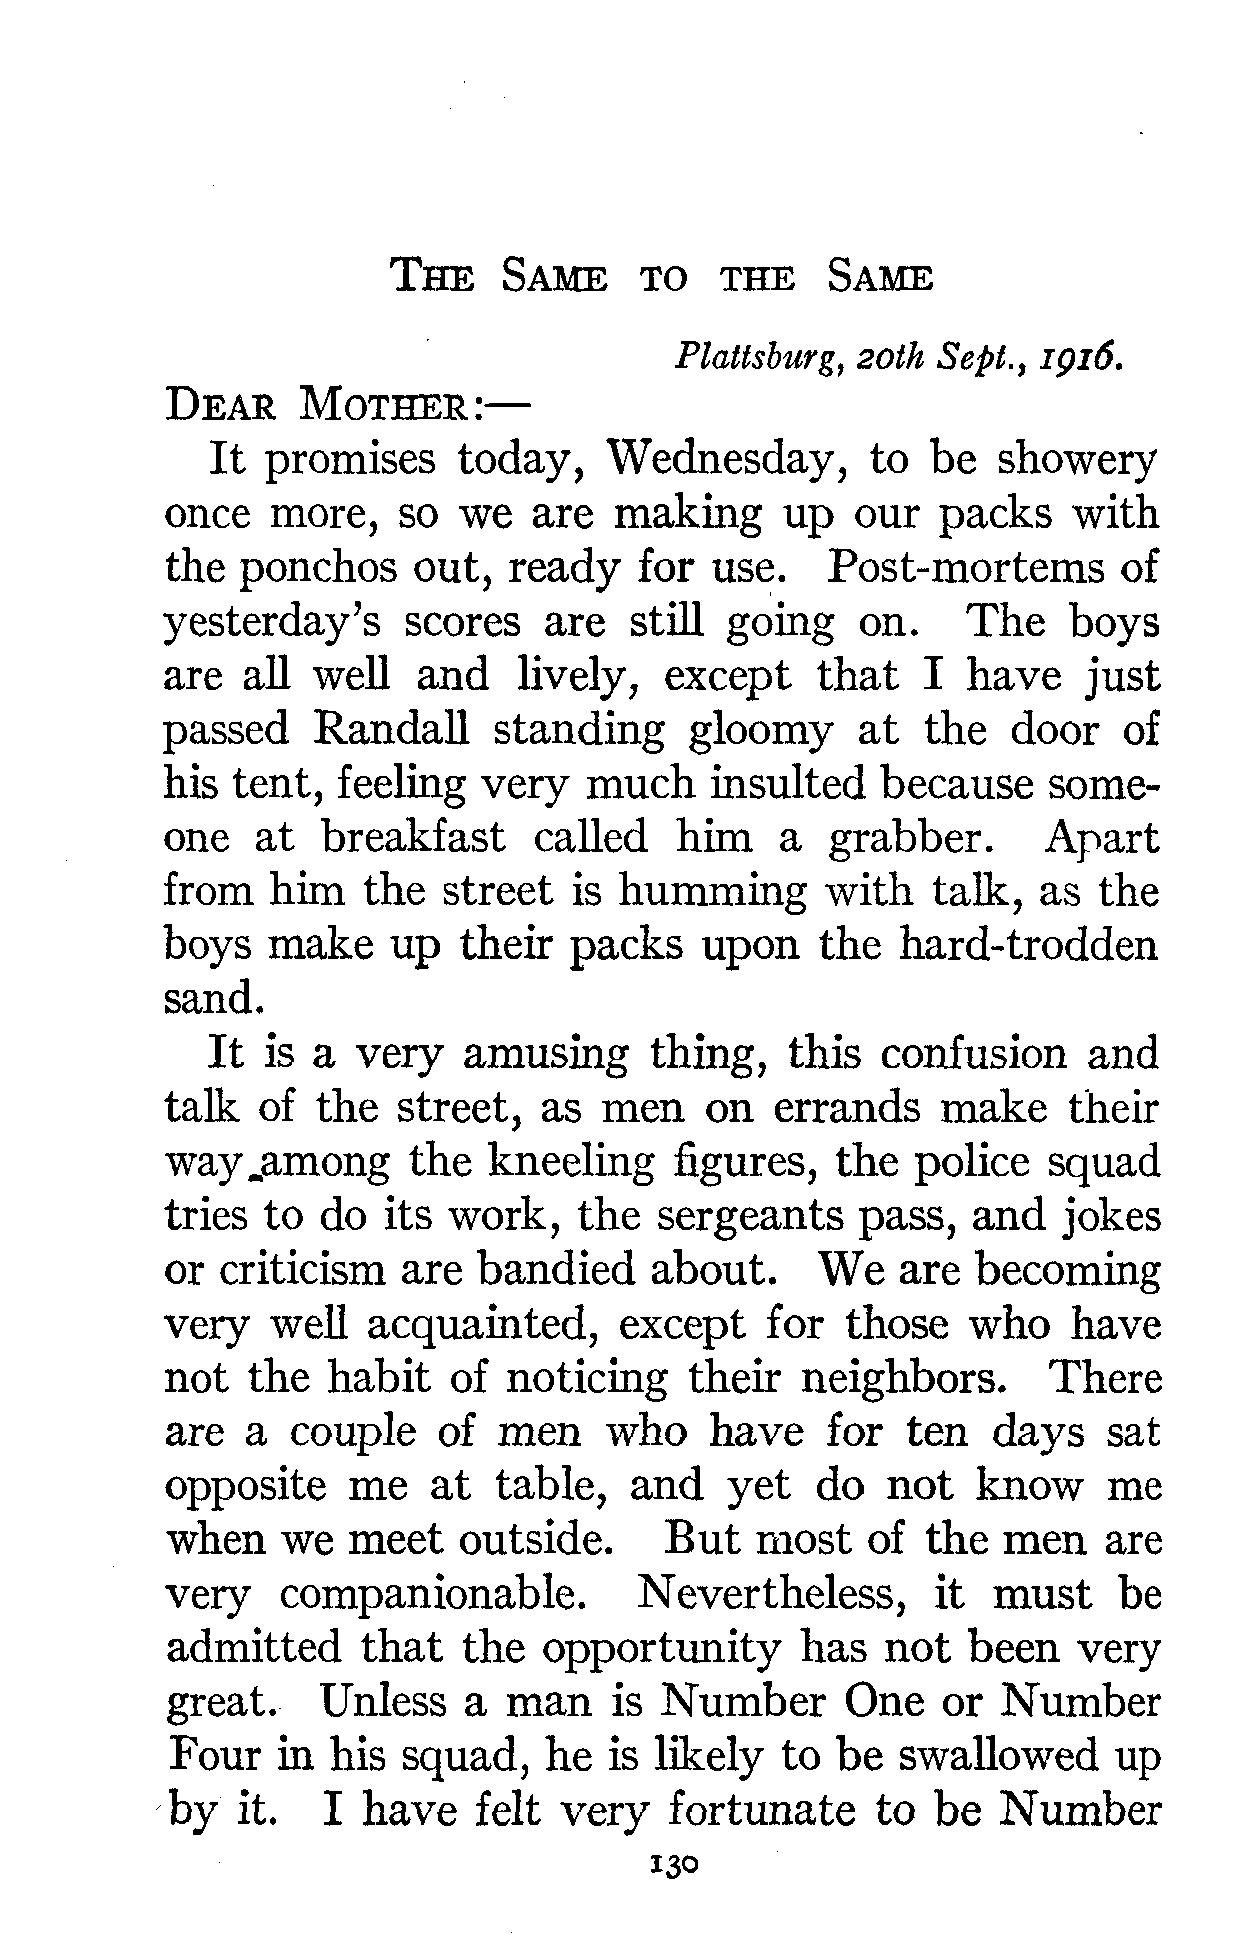 THE SAME TO THE SAME
Plattsburg, 20th Sept., 1916.
DEAR MOTHER:—
It promises today, Wednesday, to be showery
once more, so we are making up our packs with
the ponchos out, ready for use. Post-mortems of
yesterday's scores are still going on. The boys
are all well and lively, except that I have just
passed Randall standing gloomy at the door of
his tent, feeling very much insulted because some-
one at breakfast called him a grabber. Apart
from him the street is humming with talk, as the
boys make up their packs upon the hard-trodden
sand.
It is a very amusing thing, this confusion and
talk of the street, as men on errands make their
way among the kneeling figures, the police squad
tries to do its work, the sergeants pass, and jokes
or criticism are bandied about. We are becoming
very well acquainted, except for those who have
not the habit of noticing their neighbors. There
are a couple of men who have for ten days sat
opposite me at table, and yet do not know me
when we meet outside. But most of the men are
very companionable. Nevertheless, it must be
admitted that the opportunity has not been very
great. Unless a man is Number One or Number
Four in his squad, he is likely to be swallowed up
by it. I have felt very fortunate to be Number
130